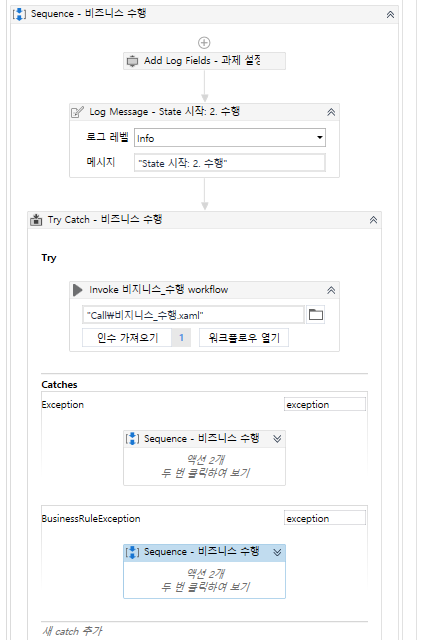 Sequence - 비즈니스 수행
Add Log Fields - 과제 설정
Log Message - State 시작: 2. 수행
로그 레벨 Info
메시지 "State 시작: 2. 수행"
Try Catch - 비즈니스 수행
Try
Invoke 비지니스_수행 workflow
"Call₩비지니스_수행.xaml"
인수 가져오기 1 워크플로우 열기
Catches
Exception exception
Sequence - 비즈니스 수행
액션 2개
두 번 클릭하여 보기
BusinessRuleException exception
Sequence - 비즈니스 수행
액션 2개
두 번 클릭하여 보기
새 catch 추가